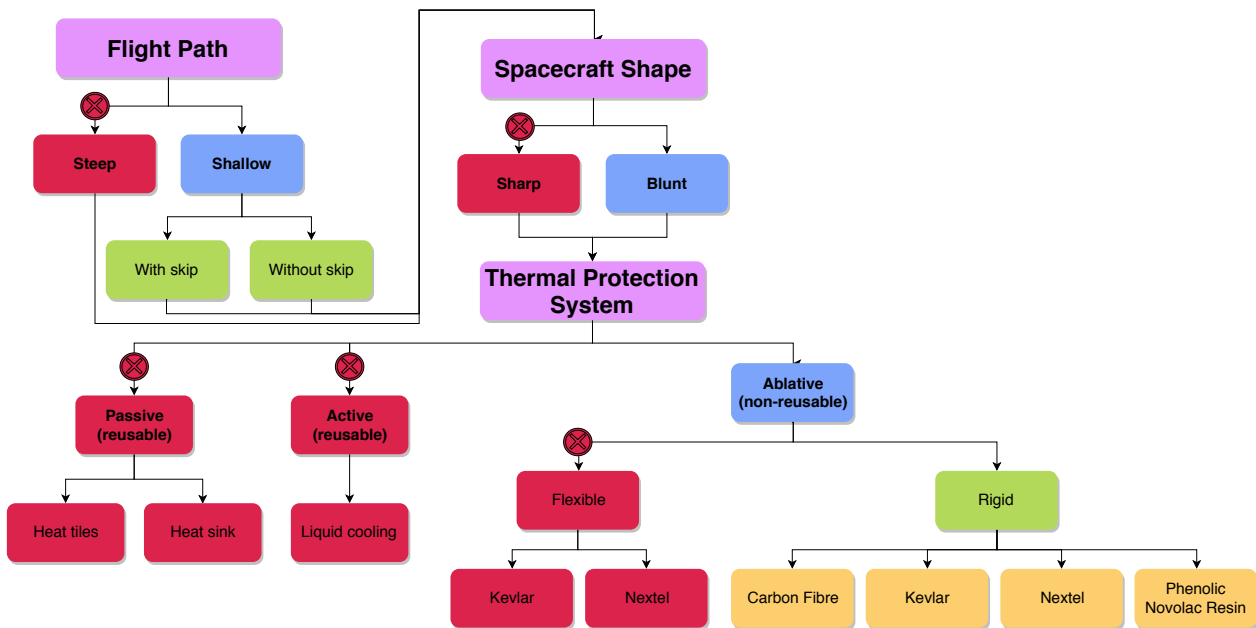 Flight Path
Spacecraft Shape
Steep
Shallow
Sharp
Blunt
With skip
Without skip
Thermal Protection
System
Passive
(reusable)
Active
(reusable)
Ablative
(non-reusable)
Flexible
Rigid
Heat tiles
Heat sink
Liquid cooling
Kevlar
Nextel
Carbon Fibre
Kevlar
Nextel
Phenolic
Novolac Resin